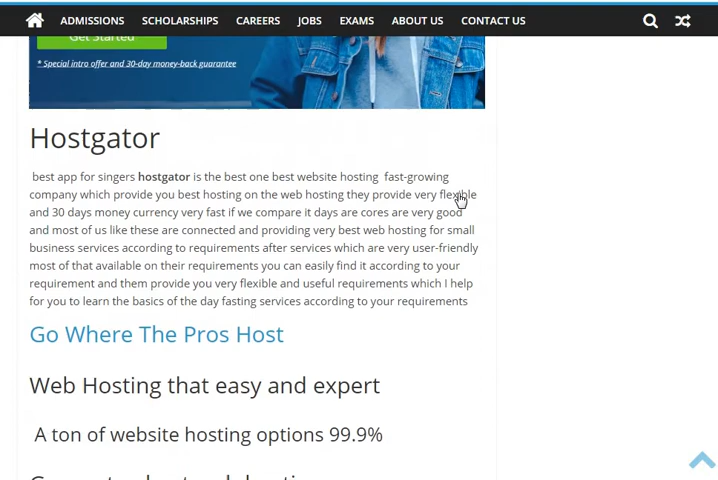 ADMISSIONS SCHOLARSHIPS CAREERS JOBS EXAMS ABOUT US CONTACT US
Get Started
* Special intro offer and 30-day money-back guarantee
Hostgator
best app for singers hostgator is the best one best website hosting fast-growing
company which provide you best hosting on the web hosting they provide very flexible
and 30 days money currency very fast if we compare it days are cores are very good
and most of us like these are connected and providing very best web hosting for small
business services according to requirements after services which are very user-friendly
most of that available on their requirements you can easily find it according to your
requirement and them provide you very flexible and useful requirements which I help
for you to learn the basics of the day fasting services according to your requirements
Go Where The Pros Host
Web Hosting that easy and expert
A ton of website hosting options 99.9%